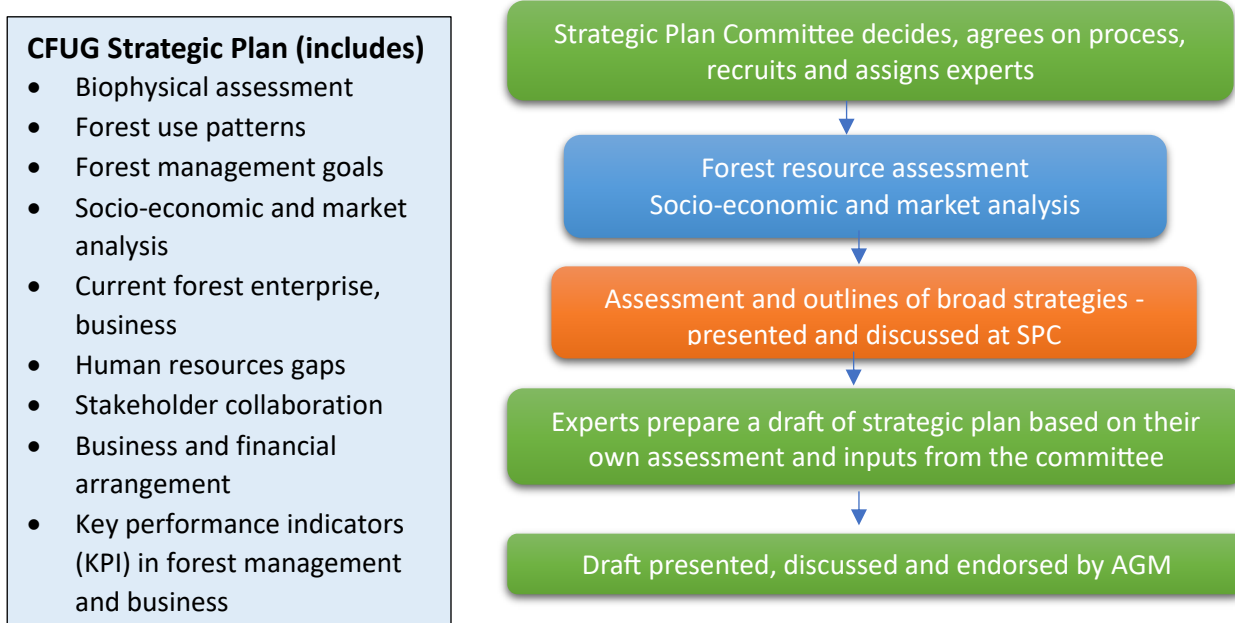 CFUG Strategic Plan (includes)
• Biophysical assessment
• Forest use patterns
• Forest management goals
• Socio-economic and market
analysis
• Current forest enterprise,
business
• Human resources gaps
• Stakeholder collaboration
• Business and financial
arrangement
• Key performance indicators
(KPI) in forest management
and business
Strategic Plan Committee decides, agrees on process,
recruits and assigns experts
Forest resource assessment
Socio-economic and market analysis
Assessment and outlines of broad strategies -
presented and discussed at SPC
Experts prepare a draft of strategic plan based on their
own assessment and inputs from the committee
Draft presented, discussed and endorsed by AGM